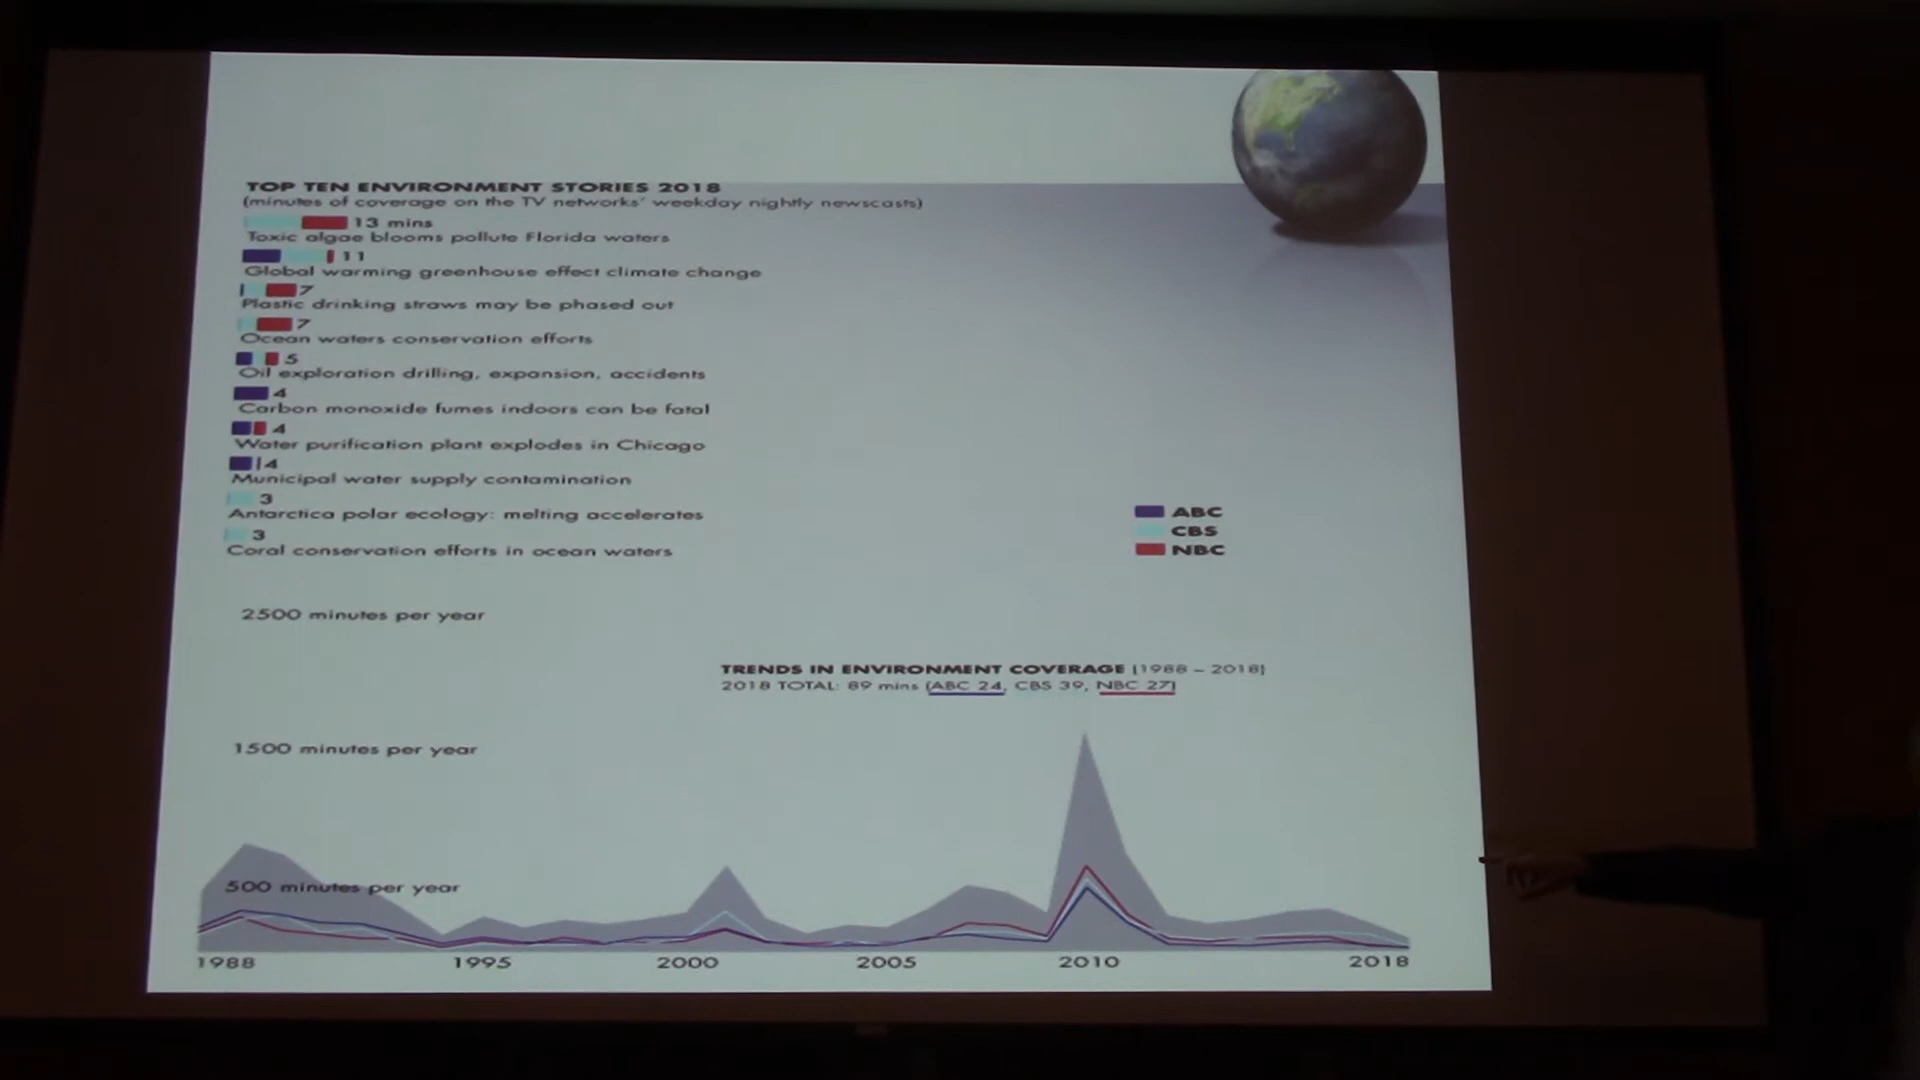 TOP TEN ENVIRONMENT STORIES 2018
(minutes of coverage on the TV networks' weekday nightly newscasts)
13 mins
Toxic algae blooms pollute Florida waters
11
Global warming greenhouse effect climate change
7
Plastic drinking straws may be phased out
7
Ocean waters conservation efforts
5
Oil exploration drilling, expansion, accidents
4
Carbon monoxide fumes indoors can be fatal
4
Water purification plant explodes in Chicago
4
Municipal water supply contamination
3
Antarctica polar ecology: melting accelerates
3
Coral conservation efforts in ocean waters
ABC
CBS
NBC
2500 minutes per year
TRENDS IN ENVIRONMENT COVERAGE (1988 – 2018)
2018 TOTAL: 89 mins (ABC 24, CBS 39, NBC 27)
1500 minutes per year
500 minutes per year
1988 1995 2000 2005 2010 2018